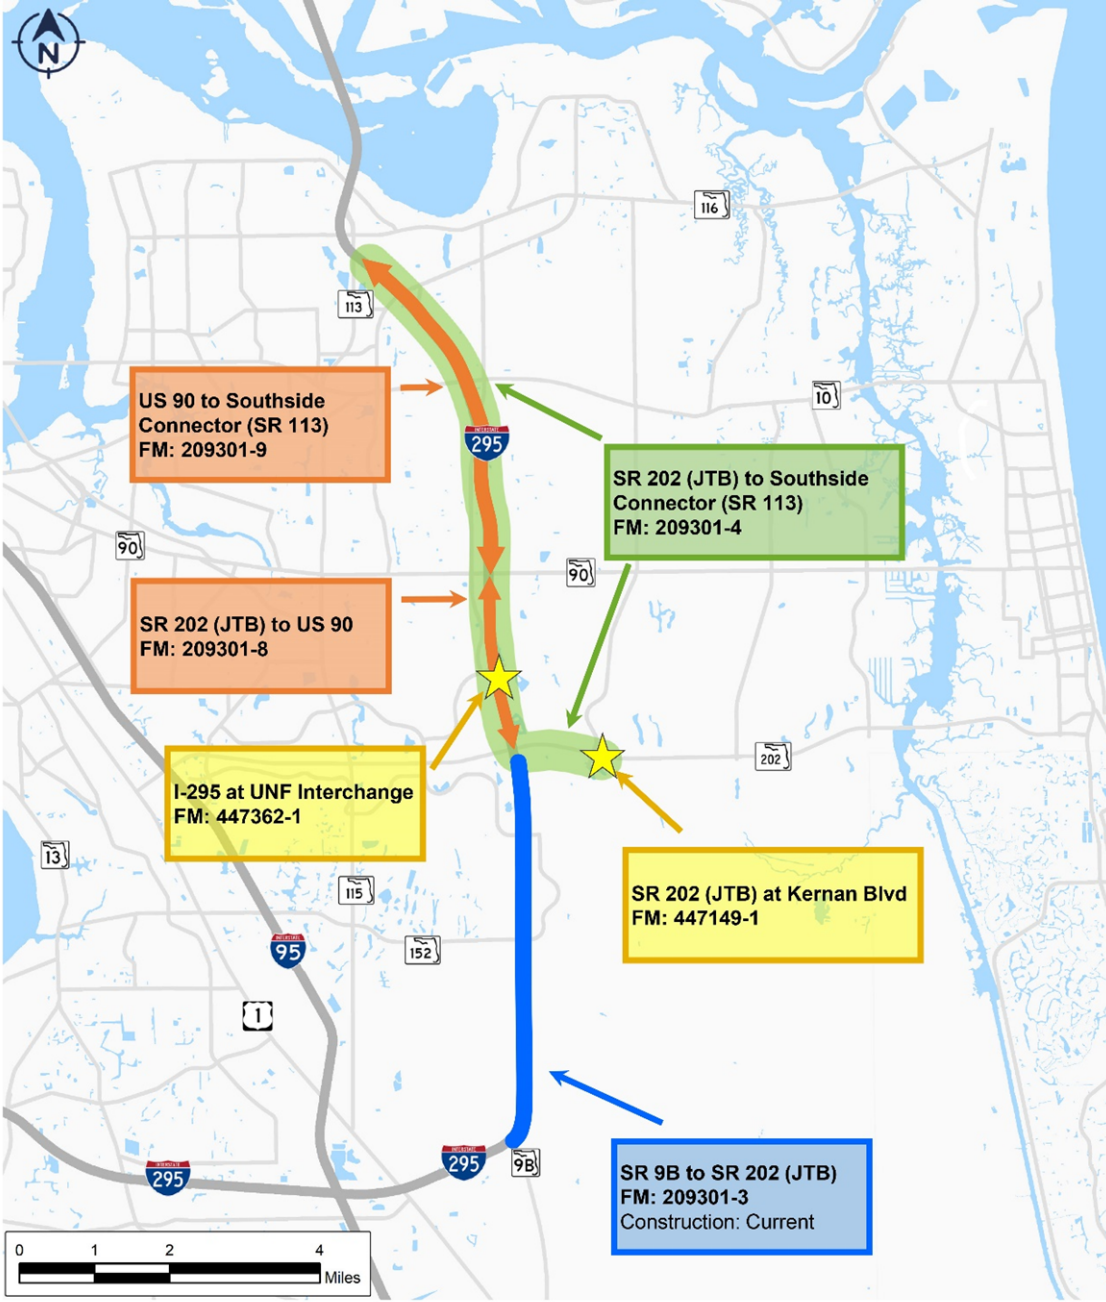 N
116
113
US 90 to Southside
Connector (SR 113)
FM: 209301-9
10
INTERSTATE
295
SR 202 (JTB) to Southside
Connector (SR 113)
FM: 209301-4
90
90
SR 202 (JTB) to US 90
FM: 209301-8
202
I-295 at UNF Interchange
FM: 447362-1
13
115
SR 202 (JTB) at Kernan Blvd
FM: 447149-1
INTERSTATE
95
152
1
INTERSTATE
295
INTERSTATE
295
9B
SR 9B to SR 202 (JTB)
FM: 209301-3
Construction: Current
0 1 2 4
Miles